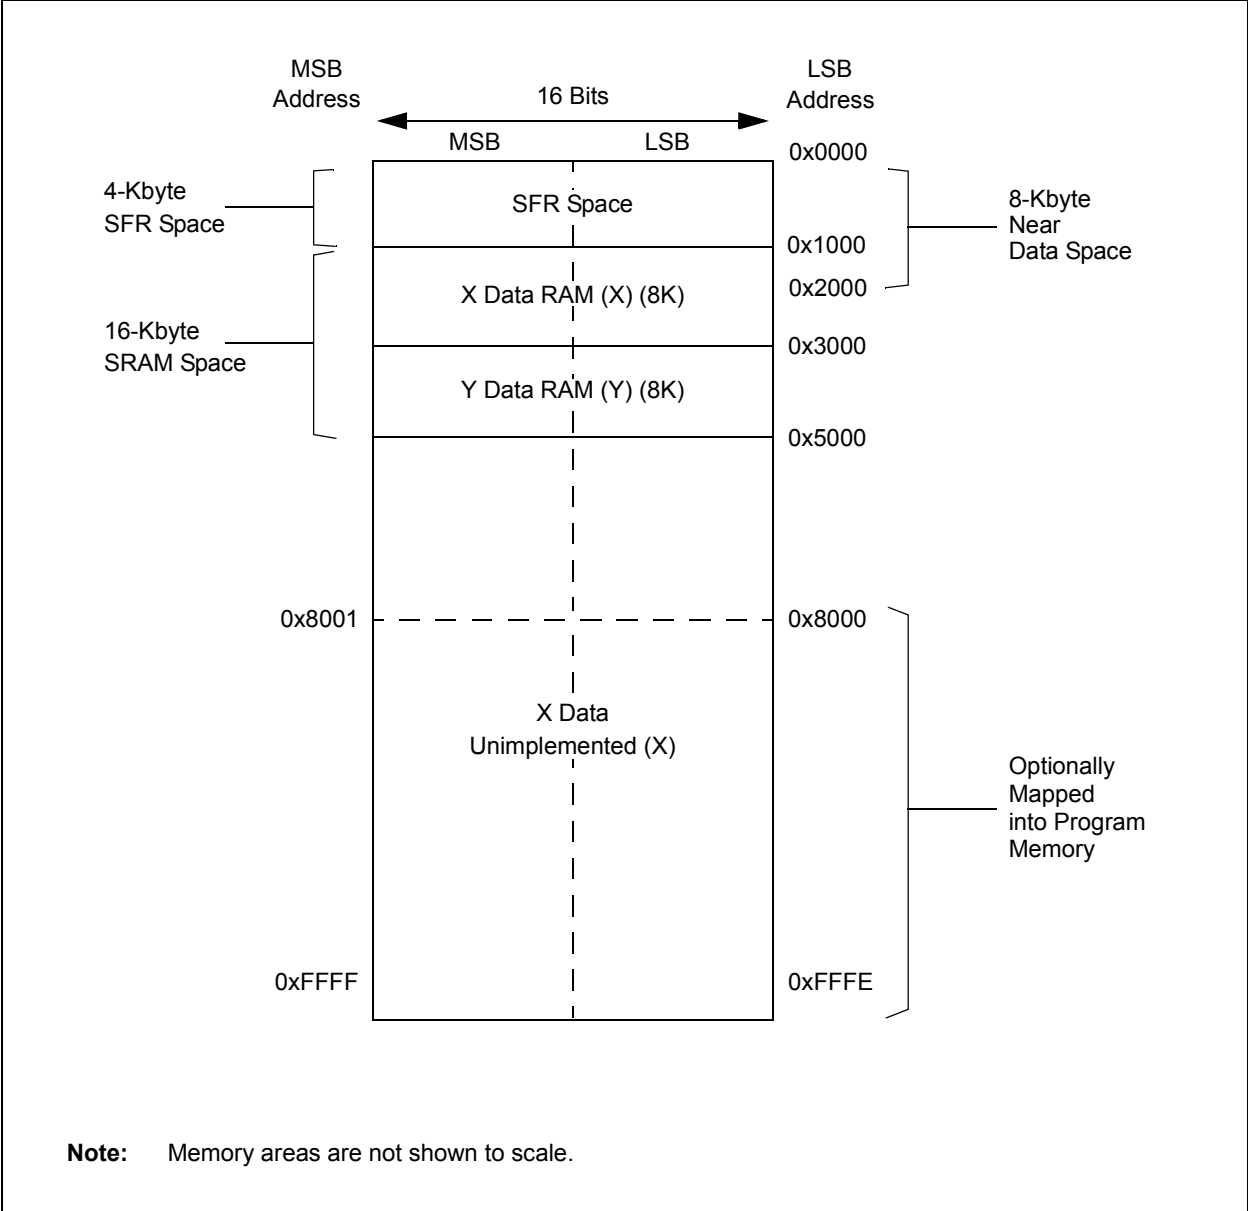 MSB
Address
LSB
Address
16 Bits
MSB
LSB
0x0000
4-Kbyte
SFR Space
SFR Space
8-Kbyte
Near
Data Space
0x1000
0x2000
X Data RAM (X) (8K)
16-Kbyte
SRAM Space
0x3000
Y Data RAM (Y) (8K)
0x5000
0x8001
0x8000
X Data
Unimplemented (X)
Optionally
Mapped
into Program
Memory
0xFFFF
0xFFFE
Note: Memory areas are not shown to scale.